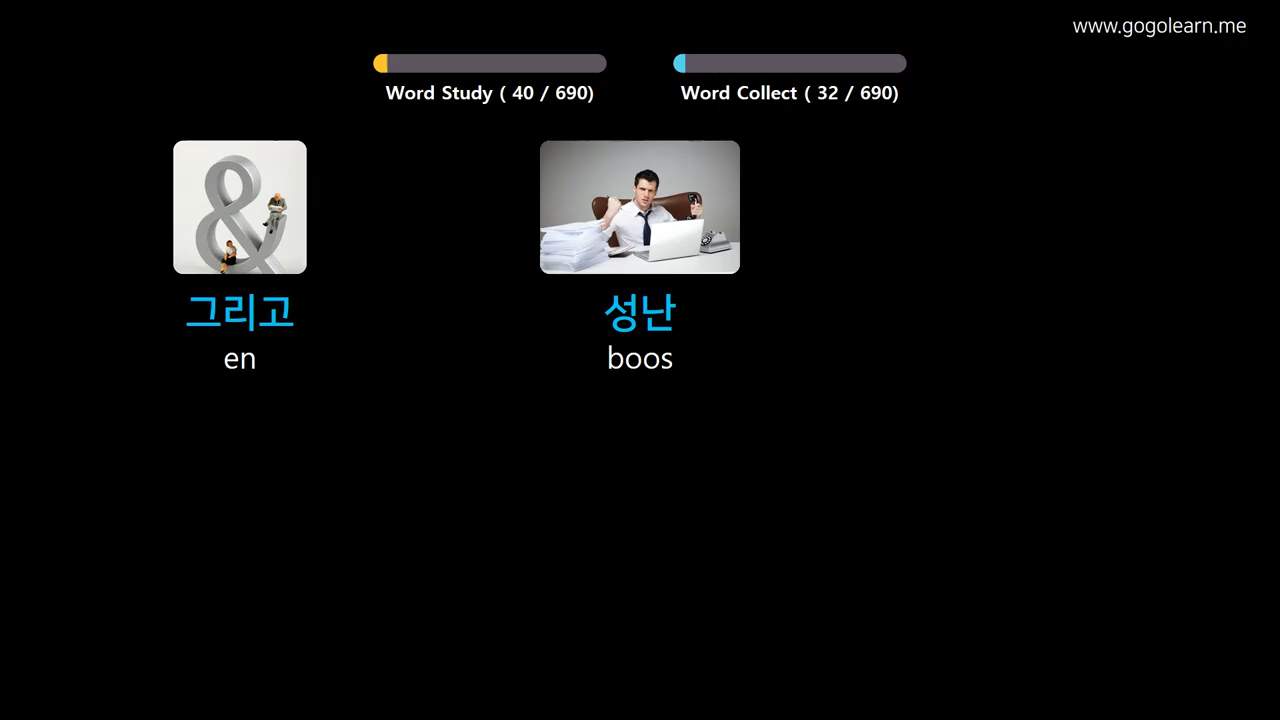 www.gogolearn.me
Word Study ( 40 / 690)
Word Collect ( 32 / 690)
그리고
en
성난
boos